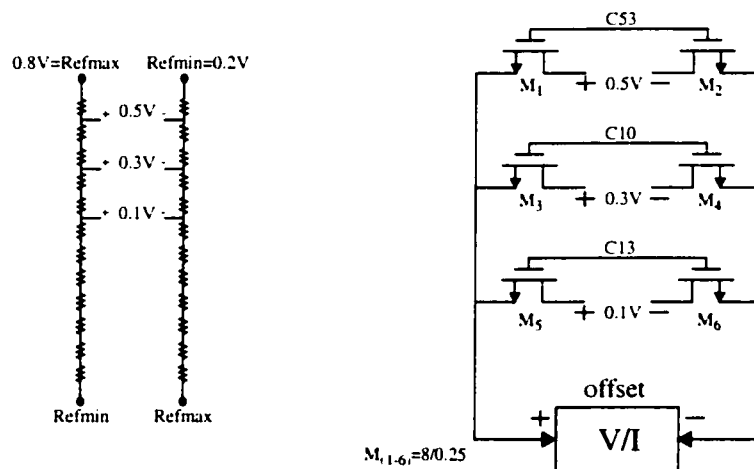 0.8V=Refmax Refmin=0.2V
+ 0.5V -
+ 0.3V -
+ 0.1V -
Refmin Refmax
C53
M1 + 0.5V − M2
C10
M3 + 0.3V − M4
C13
M5 + 0.1V − M6
offset
+ V/I −
M(1-6)=8/0.25